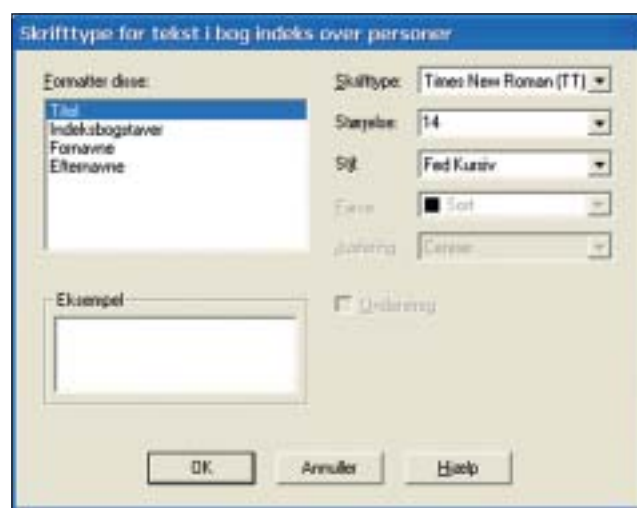 Skrifttype for tekst i bog indeks over personer
Formatter disse:
Titel
Indeksbogstaver
Fornavne
Efternavne
Skrifttype: Times New Roman (TT)
Størrelse: 14
Stil: Fed Kursiv
Farve Sort
Justering Center
Eksempel
Understreg
OK Annuller Hjælp